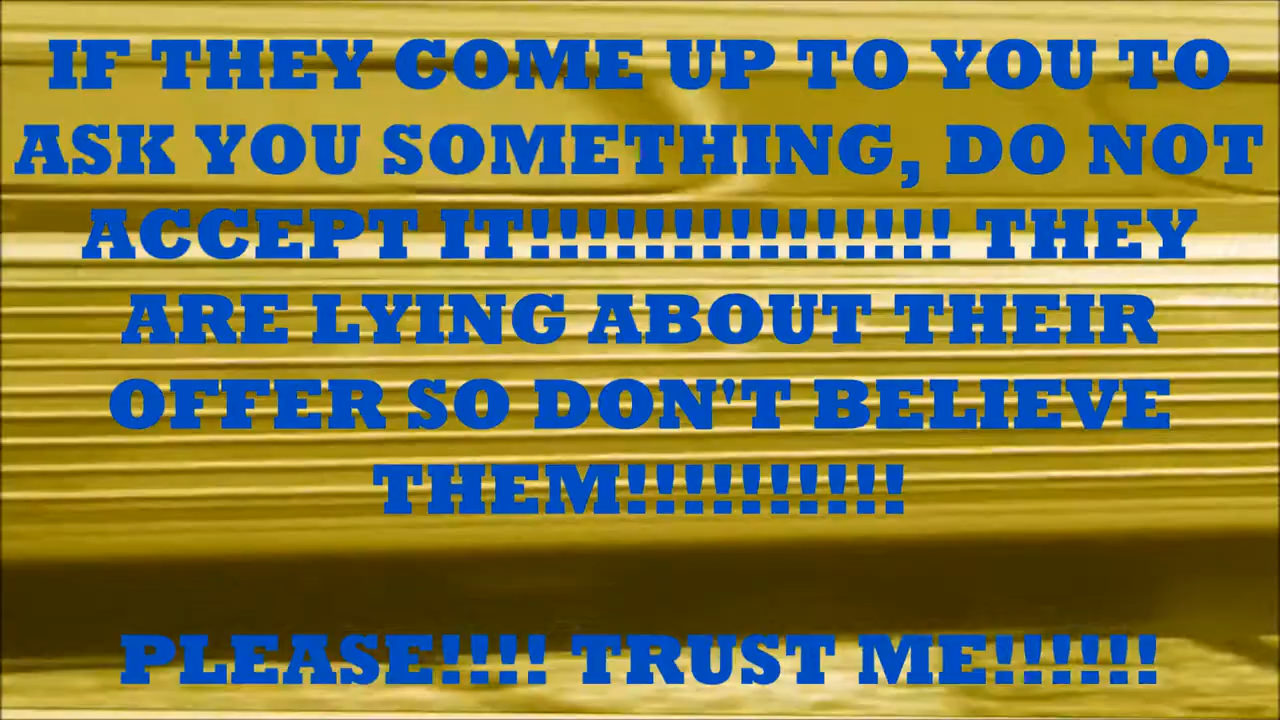 IF THEY COME UP TO YOU TO
ASK YOU SOMETHING, DO NOT
ACCEPT IT!!!!!!!!!!!!!!! THEY
ARE LYING ABOUT THEIR
OFFER SO DON'T BELIEVE
THEM!!!!!!!!!!
PLEASE!!!! TRUST ME!!!!!!